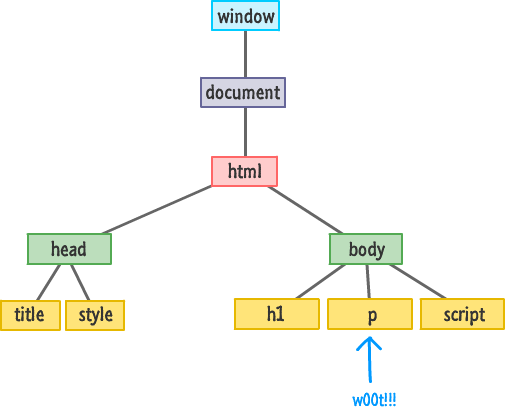 window
document
html
head
body
title
style
h1
p
script
w00t!!!